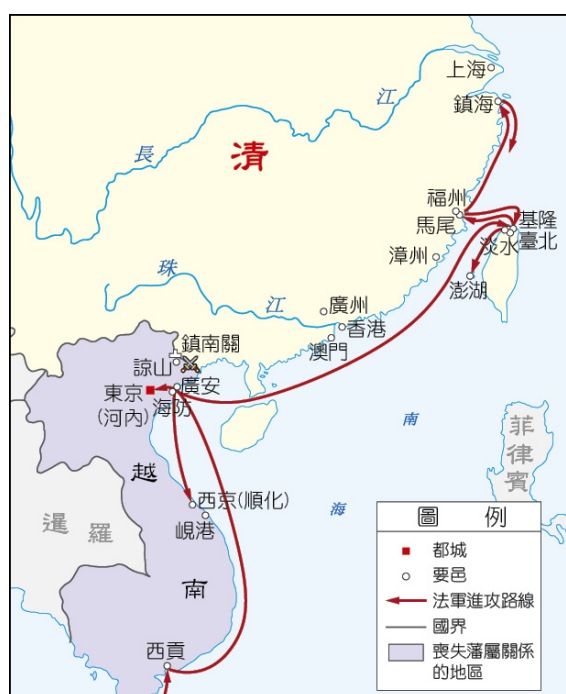 上海
鎮海
長
江
江
清
福州
馬尾
基隆
臺北
淡水
漳州
澎湖
珠
江
廣州
香港
澳門
鎮南關
諒山
廣安
東京
(河內)
海防
南
海
菲律賓
越
南
暹羅
西京(順化)
峴港
西貢
圖 例
都城
要邑
法軍進攻路線
國界
喪失藩屬關係
的地區